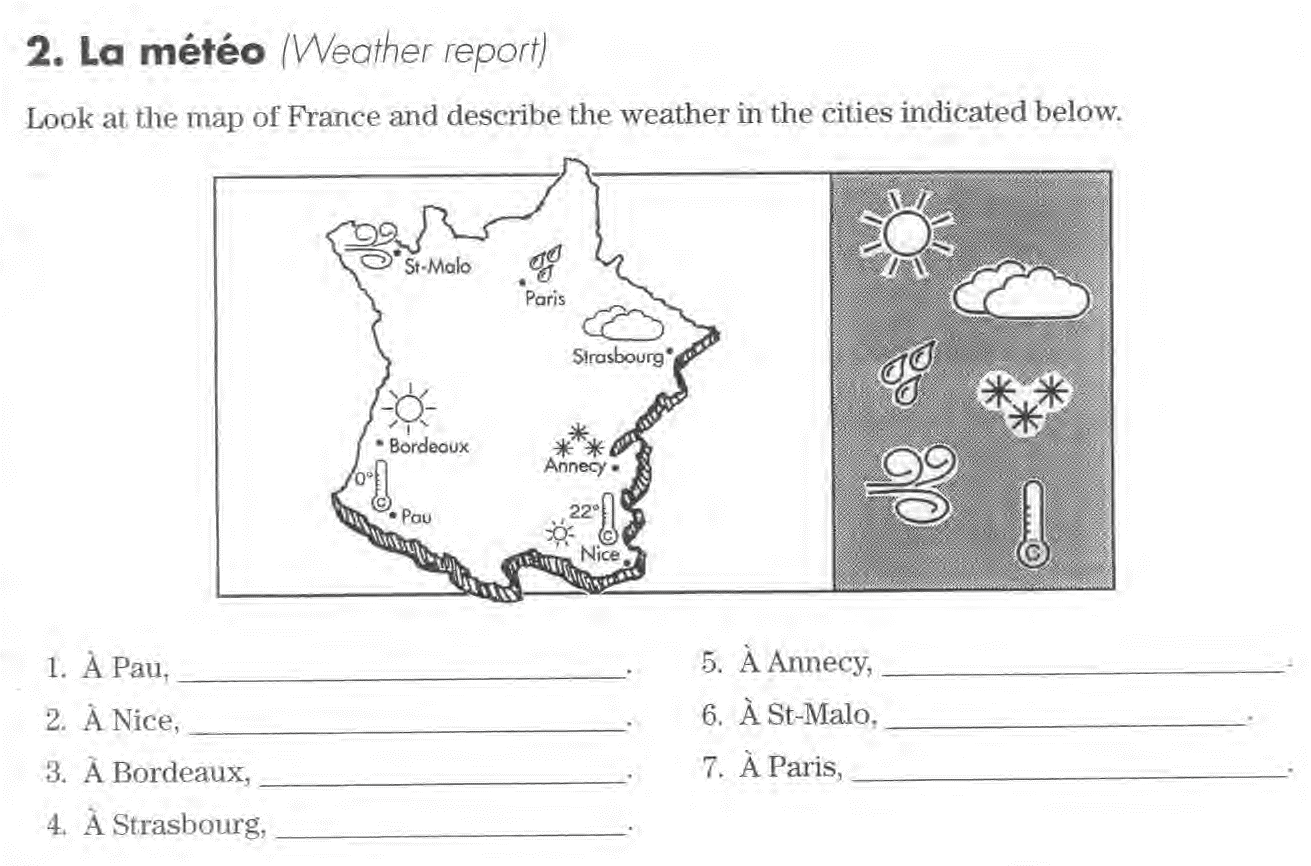 2. La météo (Weather report)
Look at the map of France and describe the weather in the cities indicated below.
St-Malo
Paris
Strasbourg
Bordeaux
Annecy
0°
C
Pau
22°
C
Nice
C
1. À Pau, .
2. À Nice, .
3. À Bordeaux, .
4. À Strasbourg, .
5. À Annecy, .
6. À St-Malo, .
7. À Paris, .